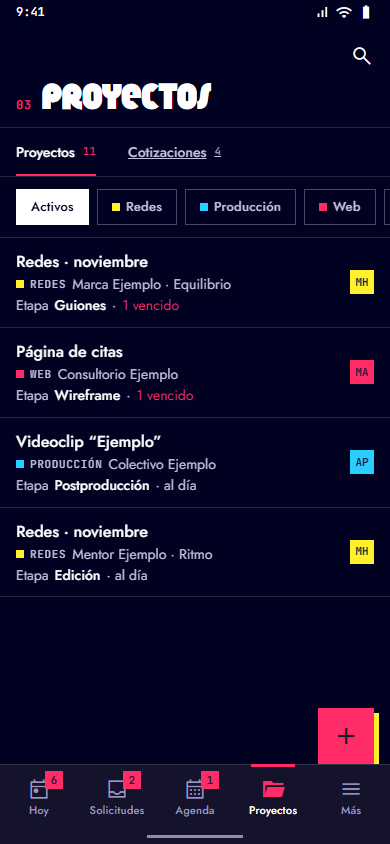 9:41
03 PROYECTOS
Proyectos 11 Cotizaciones 4
Activos Redes Producción Web
Redes · noviembre
REDES Marca Ejemplo · Equilibrio
MH
Etapa Guiones · 1 vencido
Página de citas
WEB Consultorio Ejemplo
MA
Etapa Wireframe · 1 vencido
Videoclip “Ejemplo”
PRODUCCIÓN Colectivo Ejemplo
AP
Etapa Postproducción · al día
Redes · noviembre
REDES Mentor Ejemplo · Ritmo
MH
Etapa Edición · al día
+
6 2 1
Hoy Solicitudes Agenda Proyectos Más